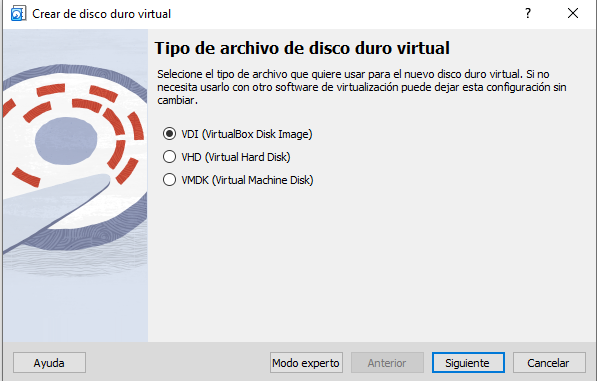 Crear de disco duro virtual
?
Tipo de archivo de disco duro virtual
Selecione el tipo de archivo que quiere usar para el nuevo disco duro virtual. Si no
necesita usarlo con otro software de virtualización puede dejar esta configuración sin
cambiar.
VDI (VirtualBox Disk Image)
VHD (Virtual Hard Disk)
VMDK (Virtual Machine Disk)
Ayuda Modo experto Anterior Siguiente Cancelar